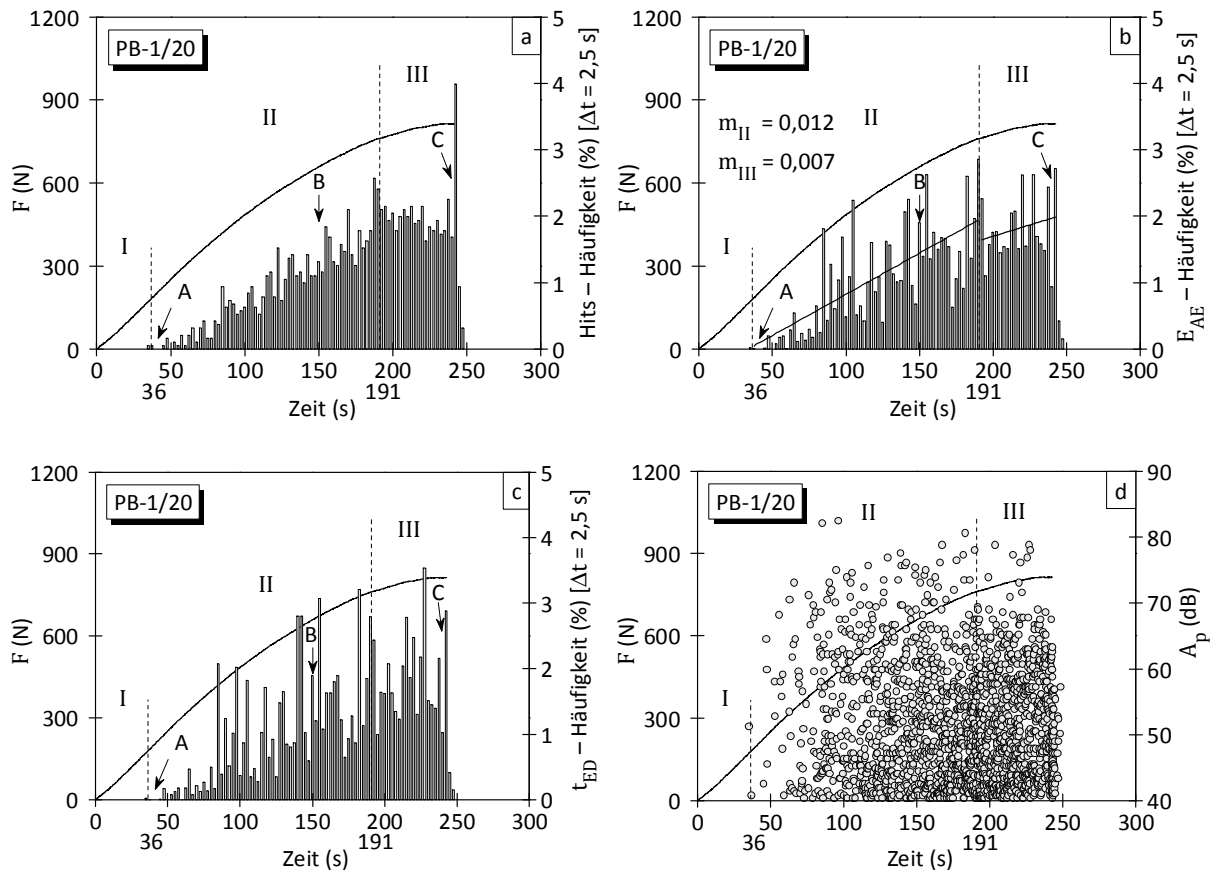 a
PB-1/20
I
II
III
A
B
C
F (N)
1200
900
600
300
0
0 50 100 150 200 250 300
36 191
Zeit (s)
5
4
3
2
1
0
Hits – Häufigkeit (%) [Δt = 2,5 s]
b
PB-1/20
I
II
III
m_II = 0,012
m_III = 0,007
A
B
C
F (N)
1200
900
600
300
0
0 50 100 150 200 250 300
36 191
Zeit (s)
5
4
3
2
1
0
E_AE – Häufigkeit (%) [Δt = 2,5 s]
c
PB-1/20
I
II
III
A
B
C
F (N)
1200
900
600
300
0
0 50 100 150 200 250 300
36 191
Zeit (s)
5
4
3
2
1
0
t_ED – Häufigkeit (%) [Δt = 2,5 s]
d
PB-1/20
I
II
III
F (N)
1200
900
600
300
0
0 50 100 150 200 250 300
36 191
Zeit (s)
90
80
70
60
50
40
A_p (dB)